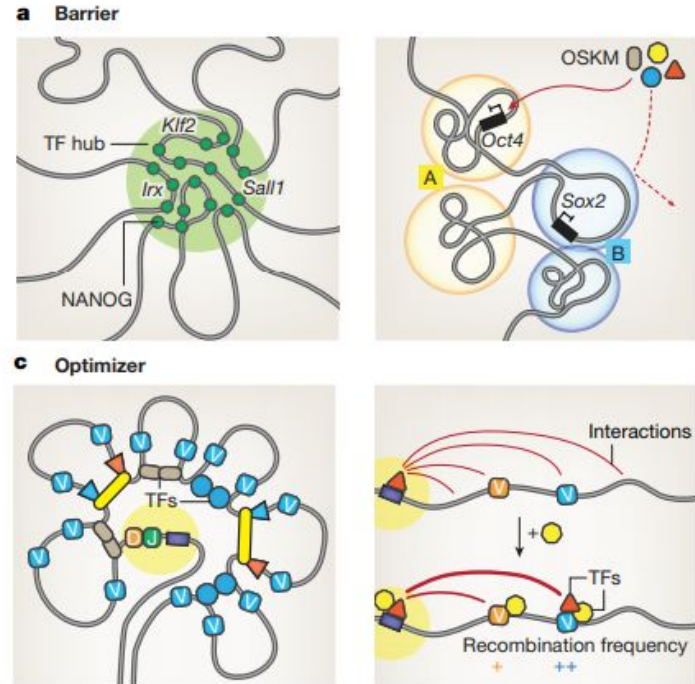 a Barrier
Klf2
TF hub
Irx
Sall1
NANOG
OSKM
Oct4
A
Sox2
B
c Optimizer
V
V
V
V
V
V
TFs
V
V
D J
V
V
V
V
V
V
Interactions
V
V
+
TFs
V
V
Recombination frequency
+ ++